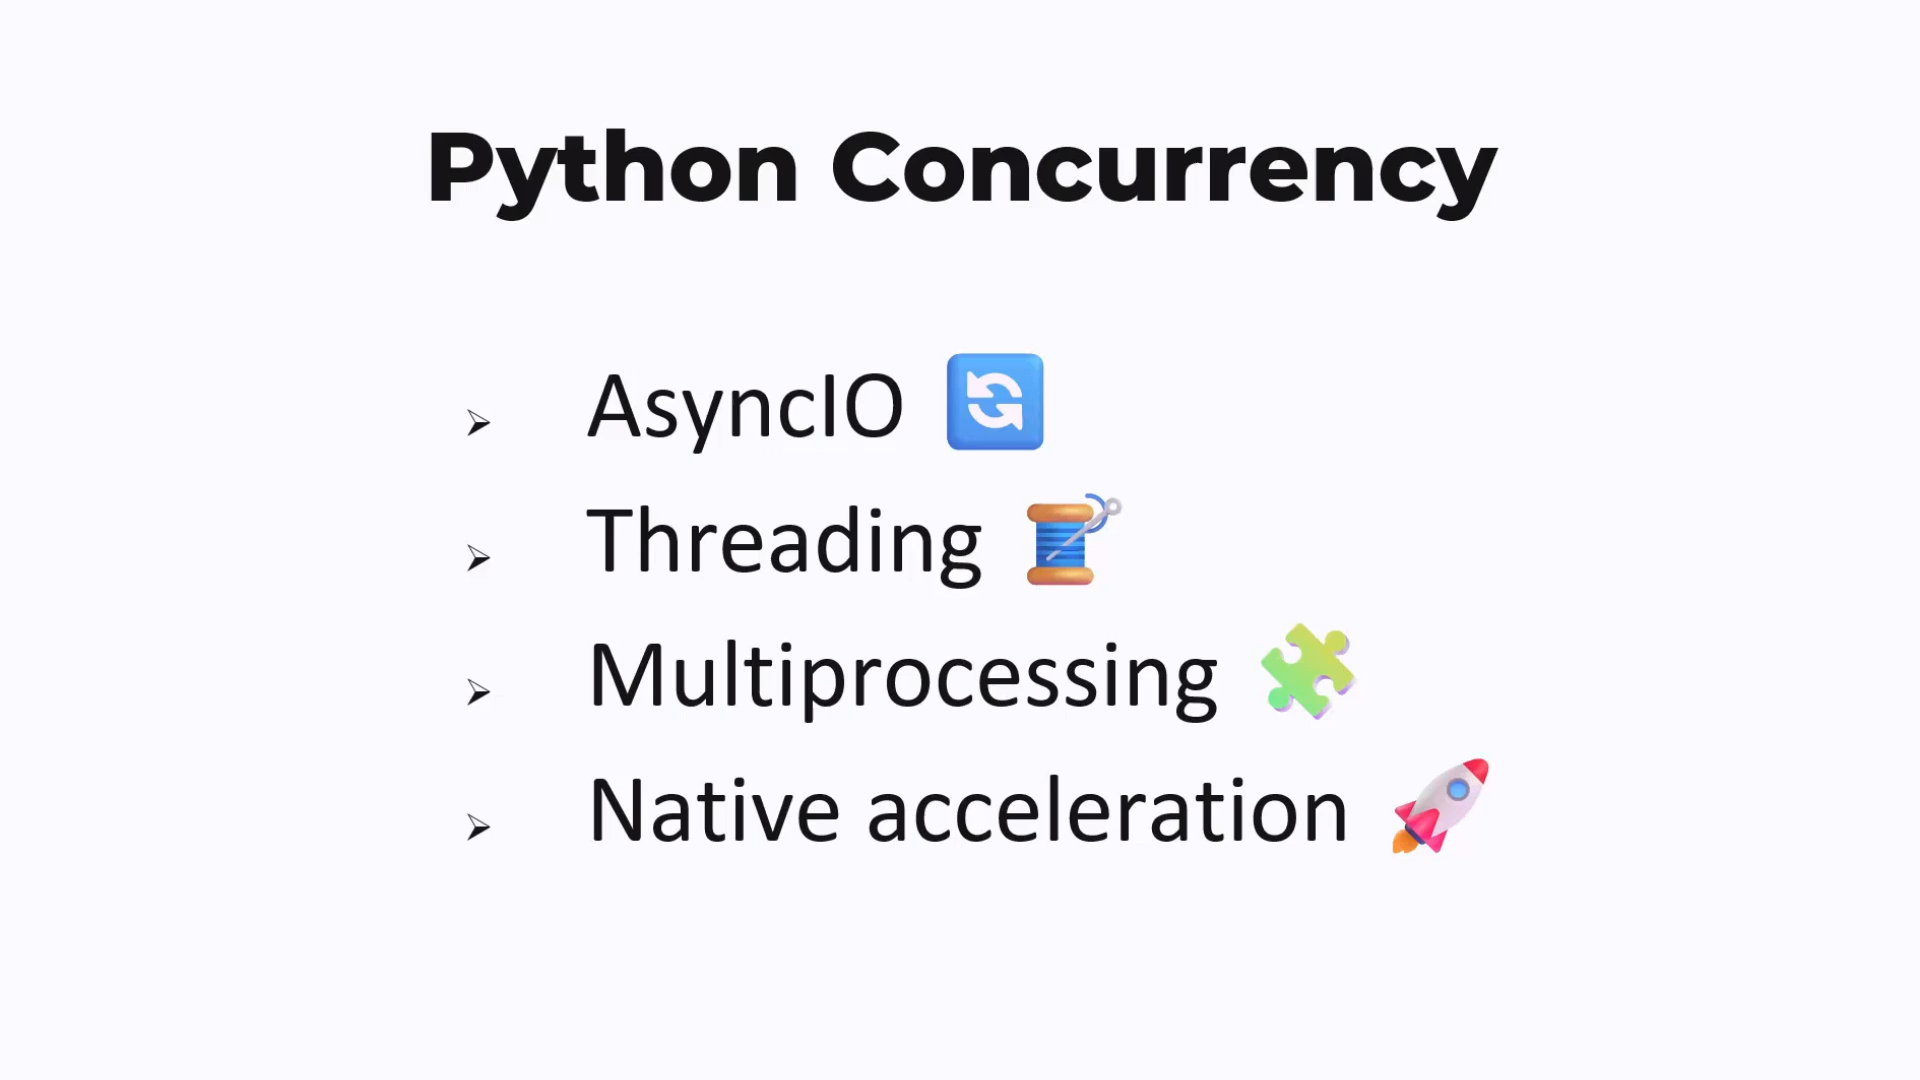 Python Concurrency
➢ AsyncIO 🔄
➢ Threading 🧵
➢ Multiprocessing 🧩
➢ Native acceleration 🚀